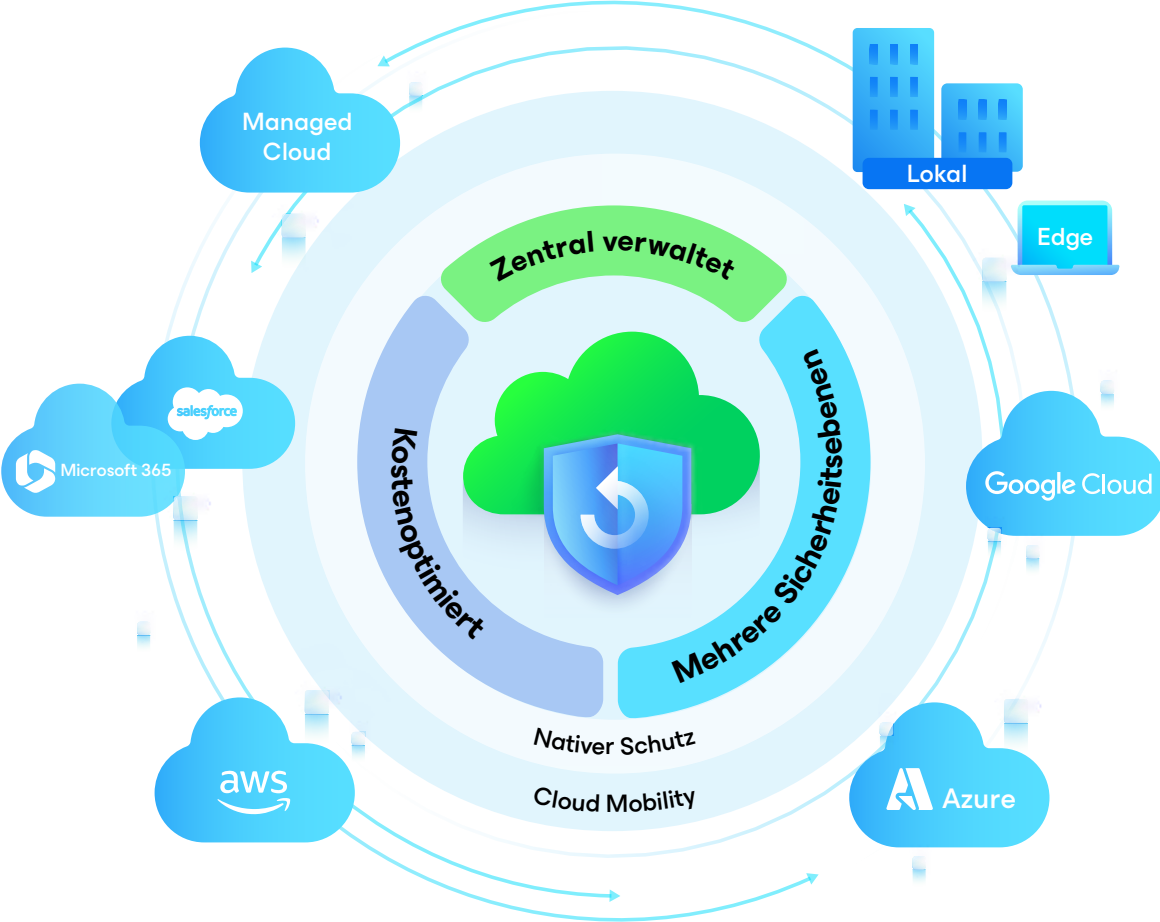 Managed
Cloud
Lokal
Edge
Zentral verwaltet
Mehrere Sicherheitsebenen
Kostenoptimiert
salesforce
Microsoft 365
Google Cloud
Nativer Schutz
Cloud Mobility
aws
Azure